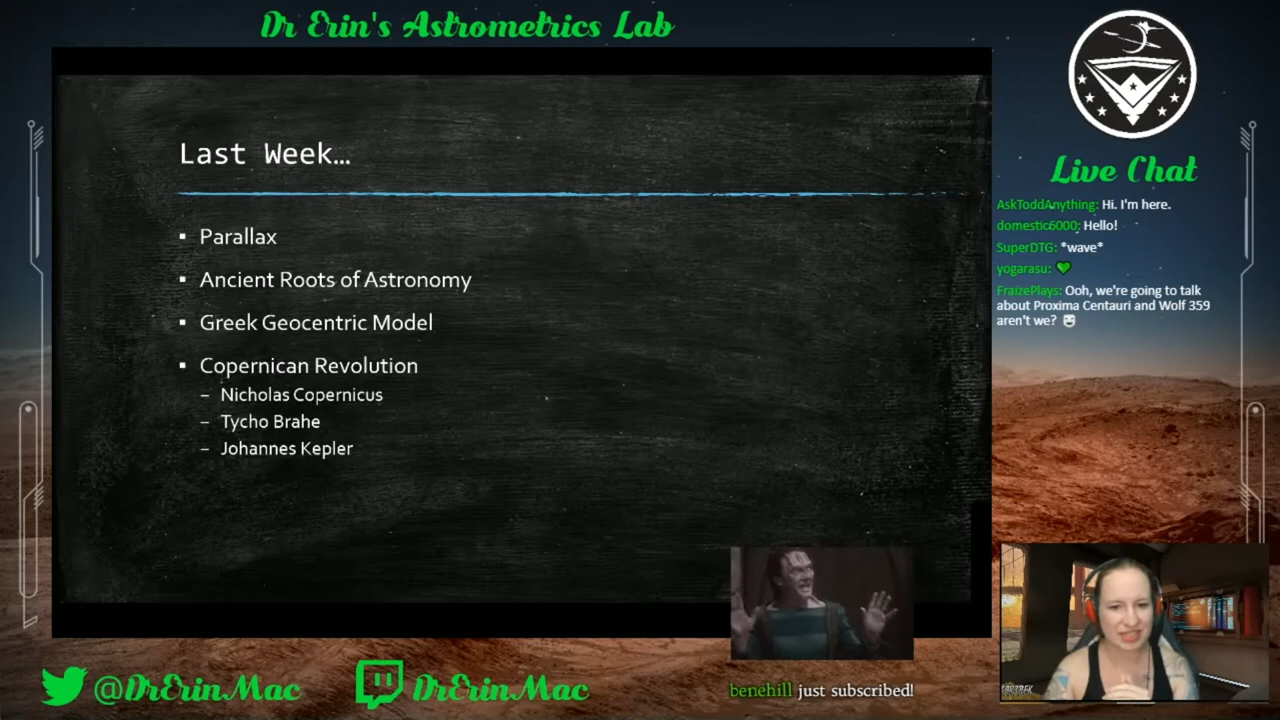 Dr Erin's Astrometrics Lab
Last Week…
▪ Parallax
▪ Ancient Roots of Astronomy
▪ Greek Geocentric Model
▪ Copernican Revolution
– Nicholas Copernicus
– Tycho Brahe
– Johannes Kepler
Live Chat
AskToddAnything: Hi. I'm here.
domestic6000: Hello!
SuperDTG: *wave*
yogarasu: 💚
FraizePlays: Ooh, we're going to talk
about Proxima Centauri and Wolf 359
aren't we? 😆
@DrErinMac
DrErinMac
benehill just subscribed!